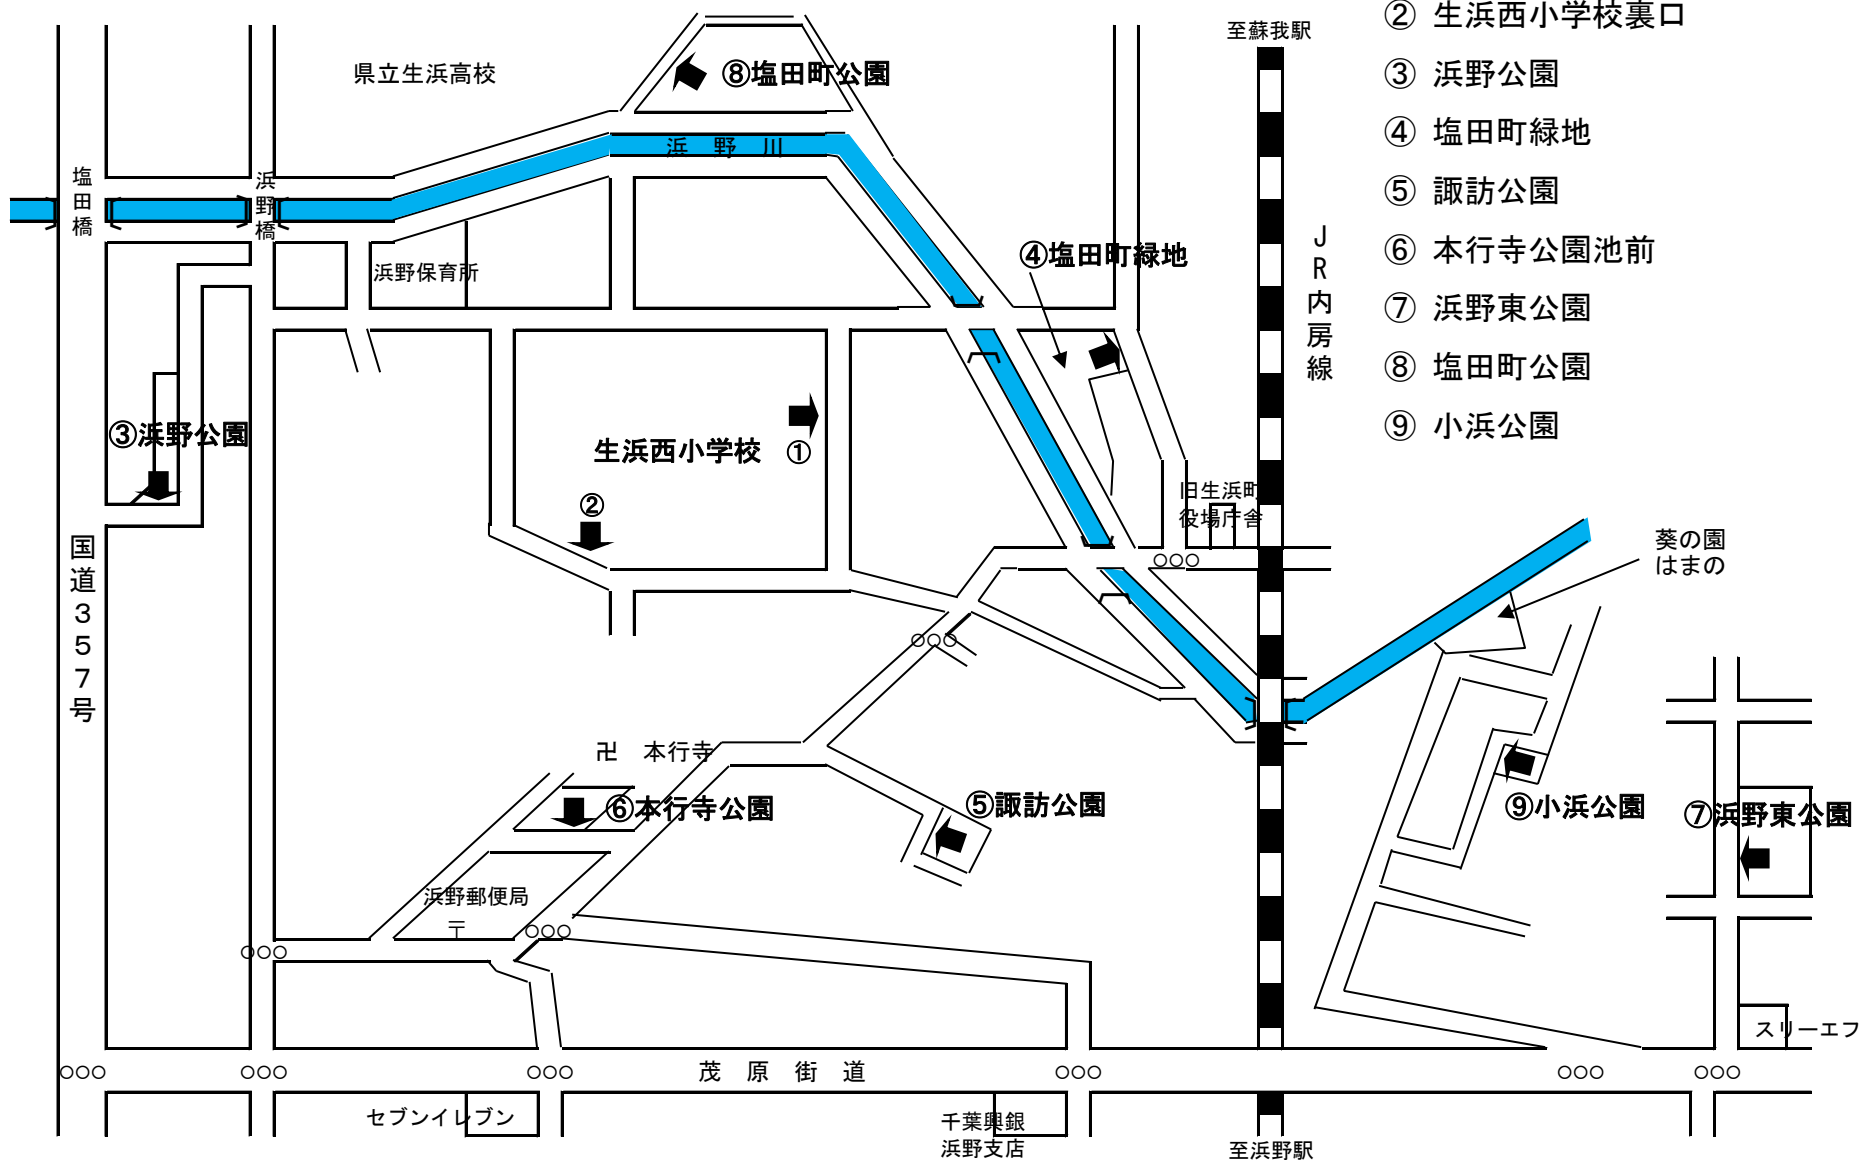 至蘇我駅
② 生浜西小学校裏口
③ 浜野公園
④ 塩田町緑地
⑤ 諏訪公園
⑥ 本行寺公園池前
⑦ 浜野東公園
⑧ 塩田町公園
⑨ 小浜公園
県立生浜高校
⑧塩田町公園
浜 野 川
塩田橋
浜野橋
浜野保育所
④塩田町緑地
JR内房線
③浜野公園
生浜西小学校 ①
②
旧生浜町
役場庁舎
葵の園
はまの
国道357号
○○○
○○○
卍 本行寺
⑥本行寺公園
⑤諏訪公園
⑨小浜公園
⑦浜野東公園
浜野郵便局
〒
○○○
○○○
スリーエフ
○○○
○○○
○○○
茂 原 街 道
○○○
○○○
○○○
セブンイレブン
千葉興銀
浜野支店
至浜野駅